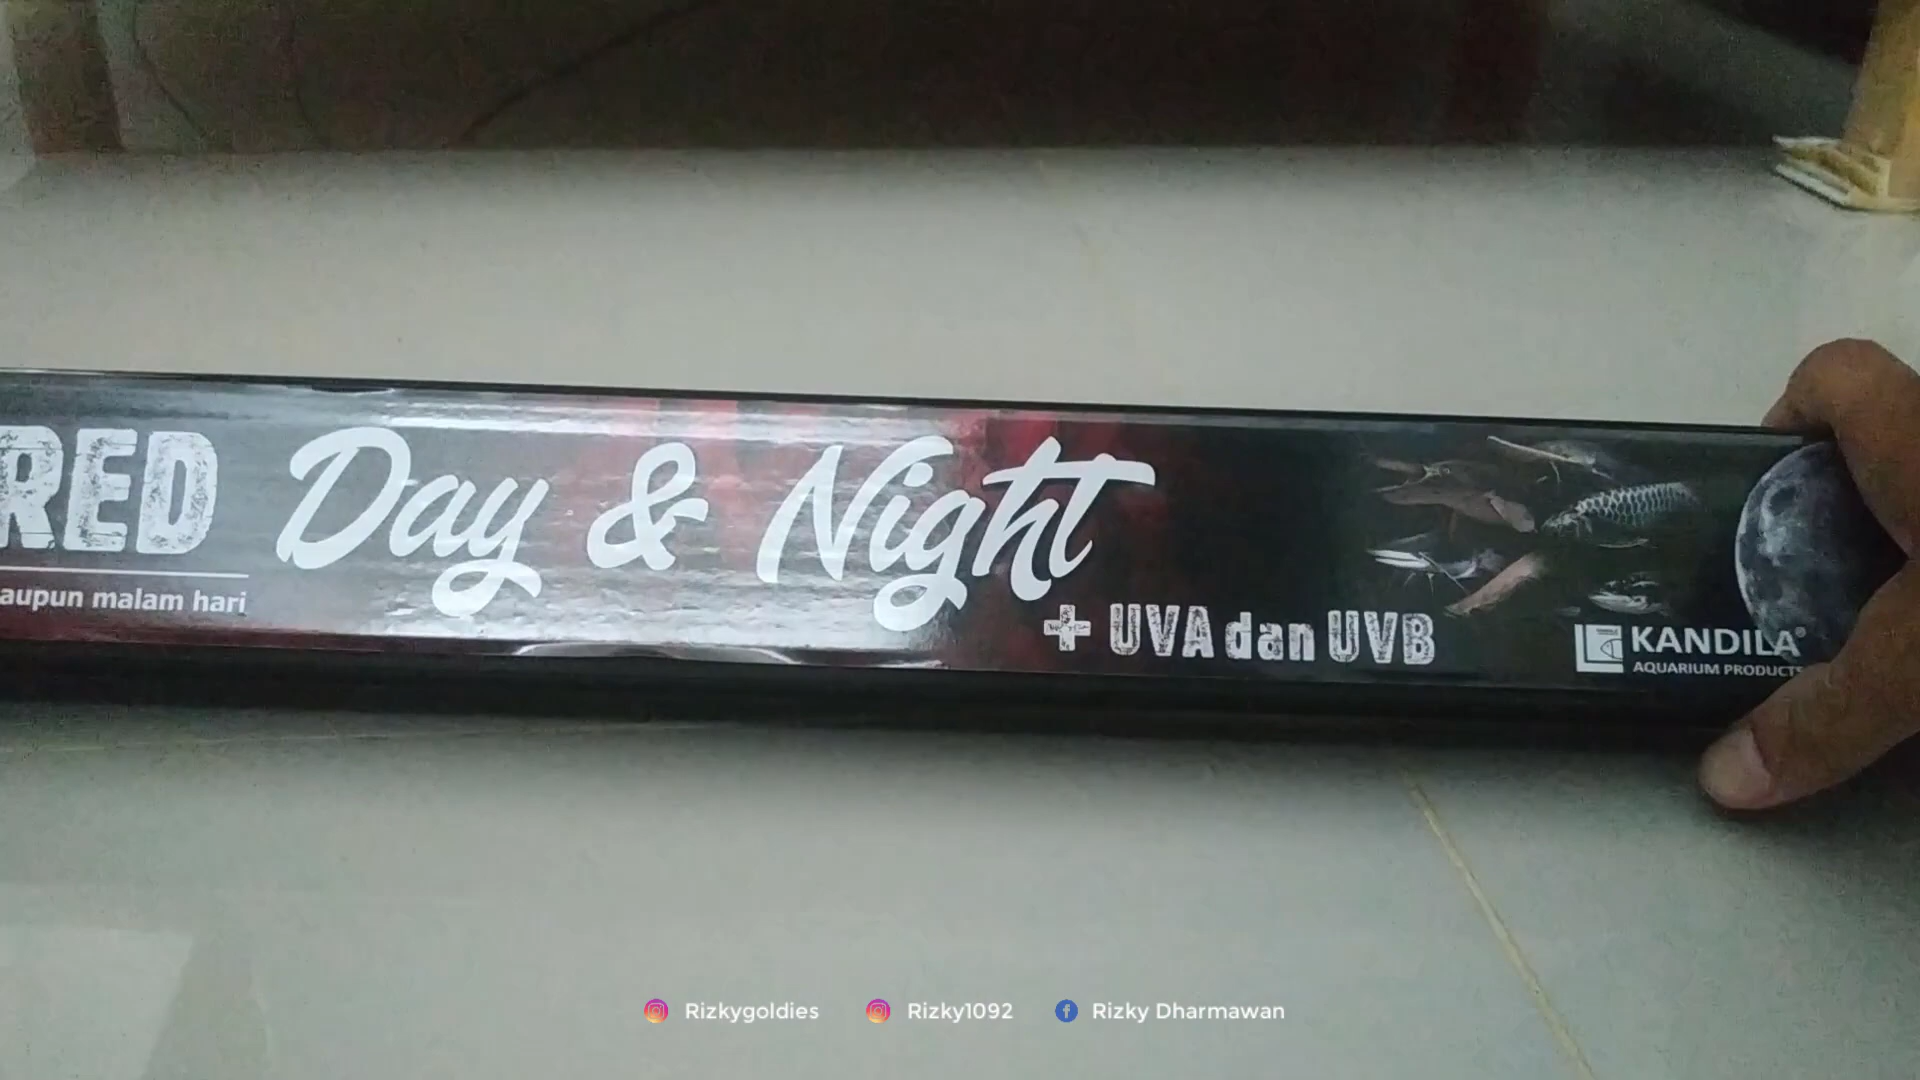 RED Day & Night
aupun malam hari
+ UVA dan UVB
KANDILA®
AQUARIUM PRODUCTS
Rizkygoldies Rizky1092 Rizky Dharmawan